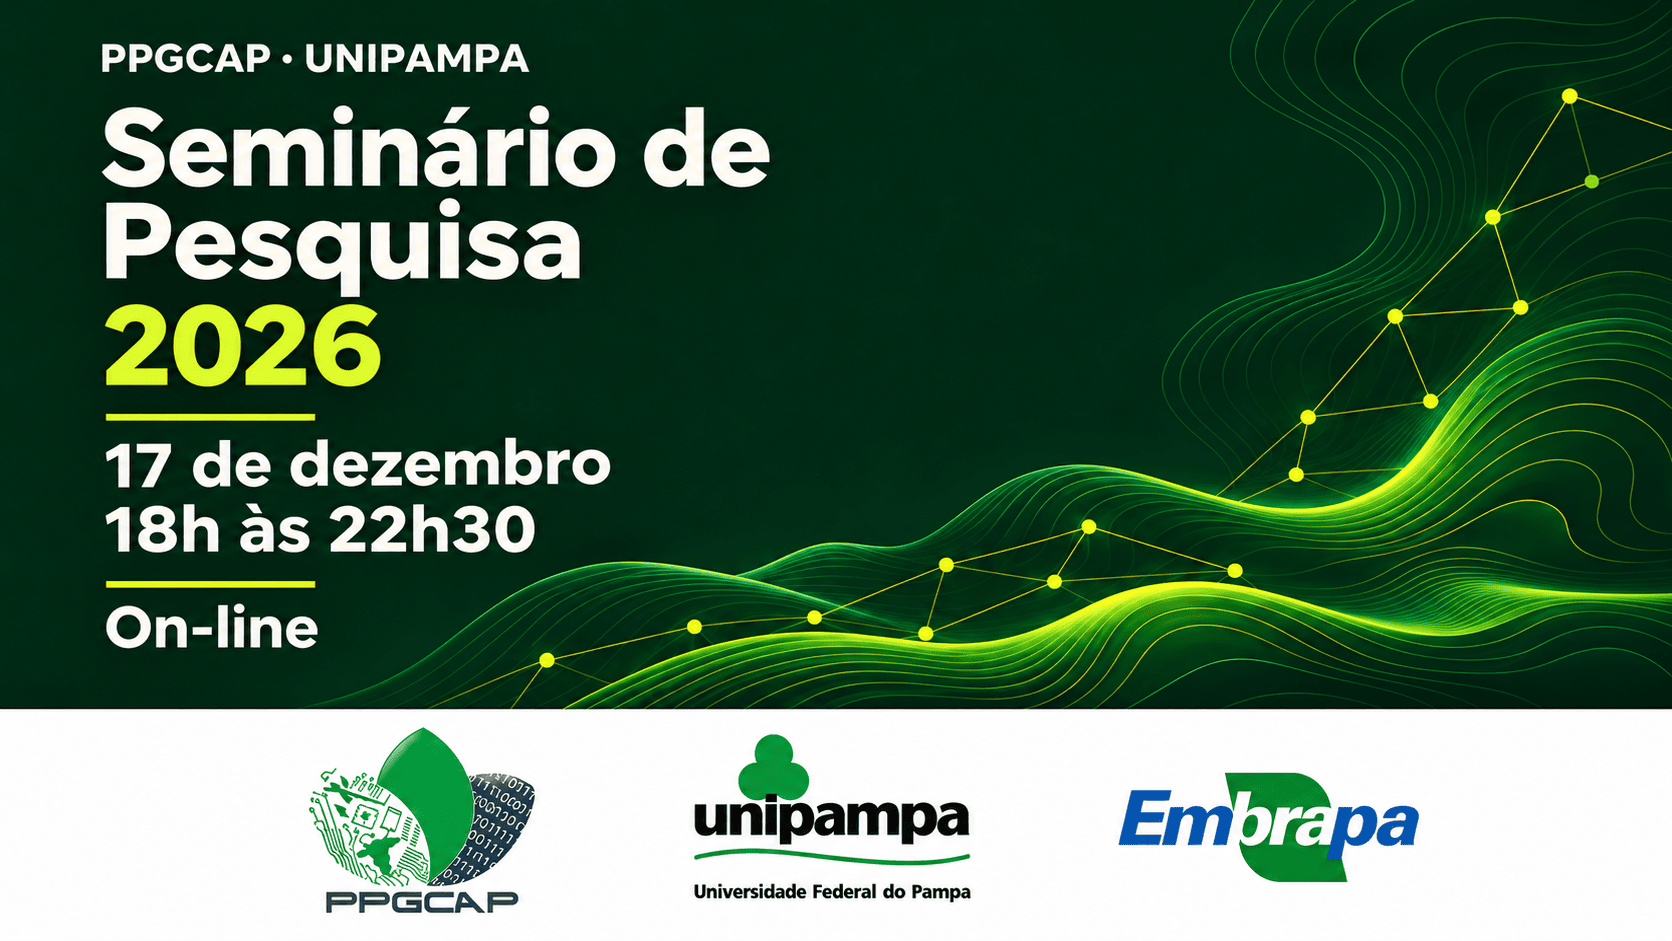 PPGCAP • UNIPAMPA
Seminário de
Pesquisa
2026
17 de dezembro
18h às 22h30
On-line
PPGCAP
unipampa
Universidade Federal do Pampa
Embrapa